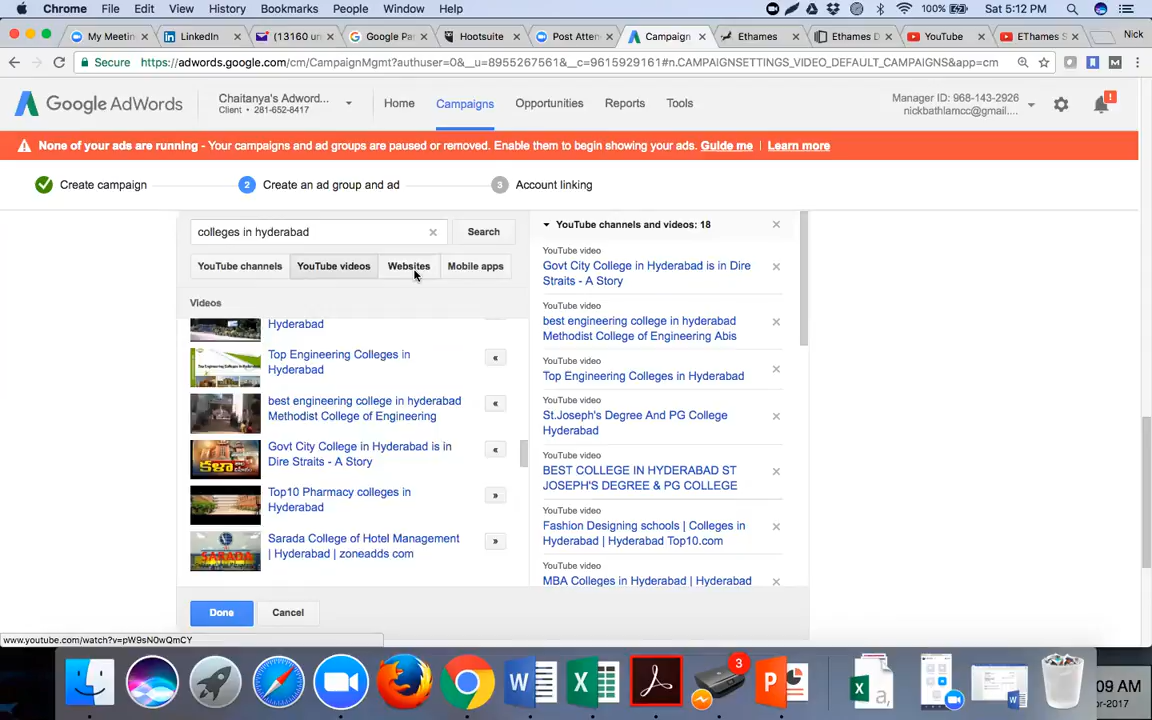 Chrome File Edit View History Bookmarks People Window Help 100% Sat 5:12 PM
My Meetin LinkedIn (13160 un Google Pa Hootsuite Post Atten Campaign Ethames Ethames D YouTube EThames S Nick
Secure https://adwords.google.com/cm/CampaignMgmt?authuser=0&__u=8955267561&__c=9615929161#n.CAMPAIGNSETTINGS_VIDEO_DEFAULT_CAMPAIGNS&app=cm
Google AdWords
Chaitanya's Adword...
Client • 281-652-8417
Home Campaigns Opportunities Reports Tools
Manager ID: 968-143-2926
nickbathlamcc@gmail....
!
None of your ads are running - Your campaigns and ad groups are paused or removed. Enable them to begin showing your ads. Guide me | Learn more
Create campaign 2 Create an ad group and ad 3 Account linking
colleges in hyderabad × Search
YouTube channels YouTube videos Websites Mobile apps
Videos
Hyderabad
Top Engineering Colleges in
Hyderabad
«
best engineering college in hyderabad
Methodist College of Engineering
«
Govt City College in Hyderabad is in
Dire Straits - A Story
«
Top10 Pharmacy colleges in
Hyderabad
»
Sarada College of Hotel Management
| Hyderabad | zoneadds com
»
YouTube channels and videos: 18
YouTube video
Govt City College in Hyderabad is in Dire
Straits - A Story
YouTube video
best engineering college in hyderabad
Methodist College of Engineering Abis
YouTube video
Top Engineering Colleges in Hyderabad
YouTube video
St.Joseph's Degree And PG College
Hyderabad
YouTube video
BEST COLLEGE IN HYDERABAD ST
JOSEPH'S DEGREE & PG COLLEGE
YouTube video
Fashion Designing schools | Colleges in
Hyderabad | Hyderabad Top10.com
YouTube video
MBA Colleges in Hyderabad | Hyderabad
Done Cancel
www.youtube.com/watch?v=pW9sN0wQmCY
3
:09 AM
pr-2017